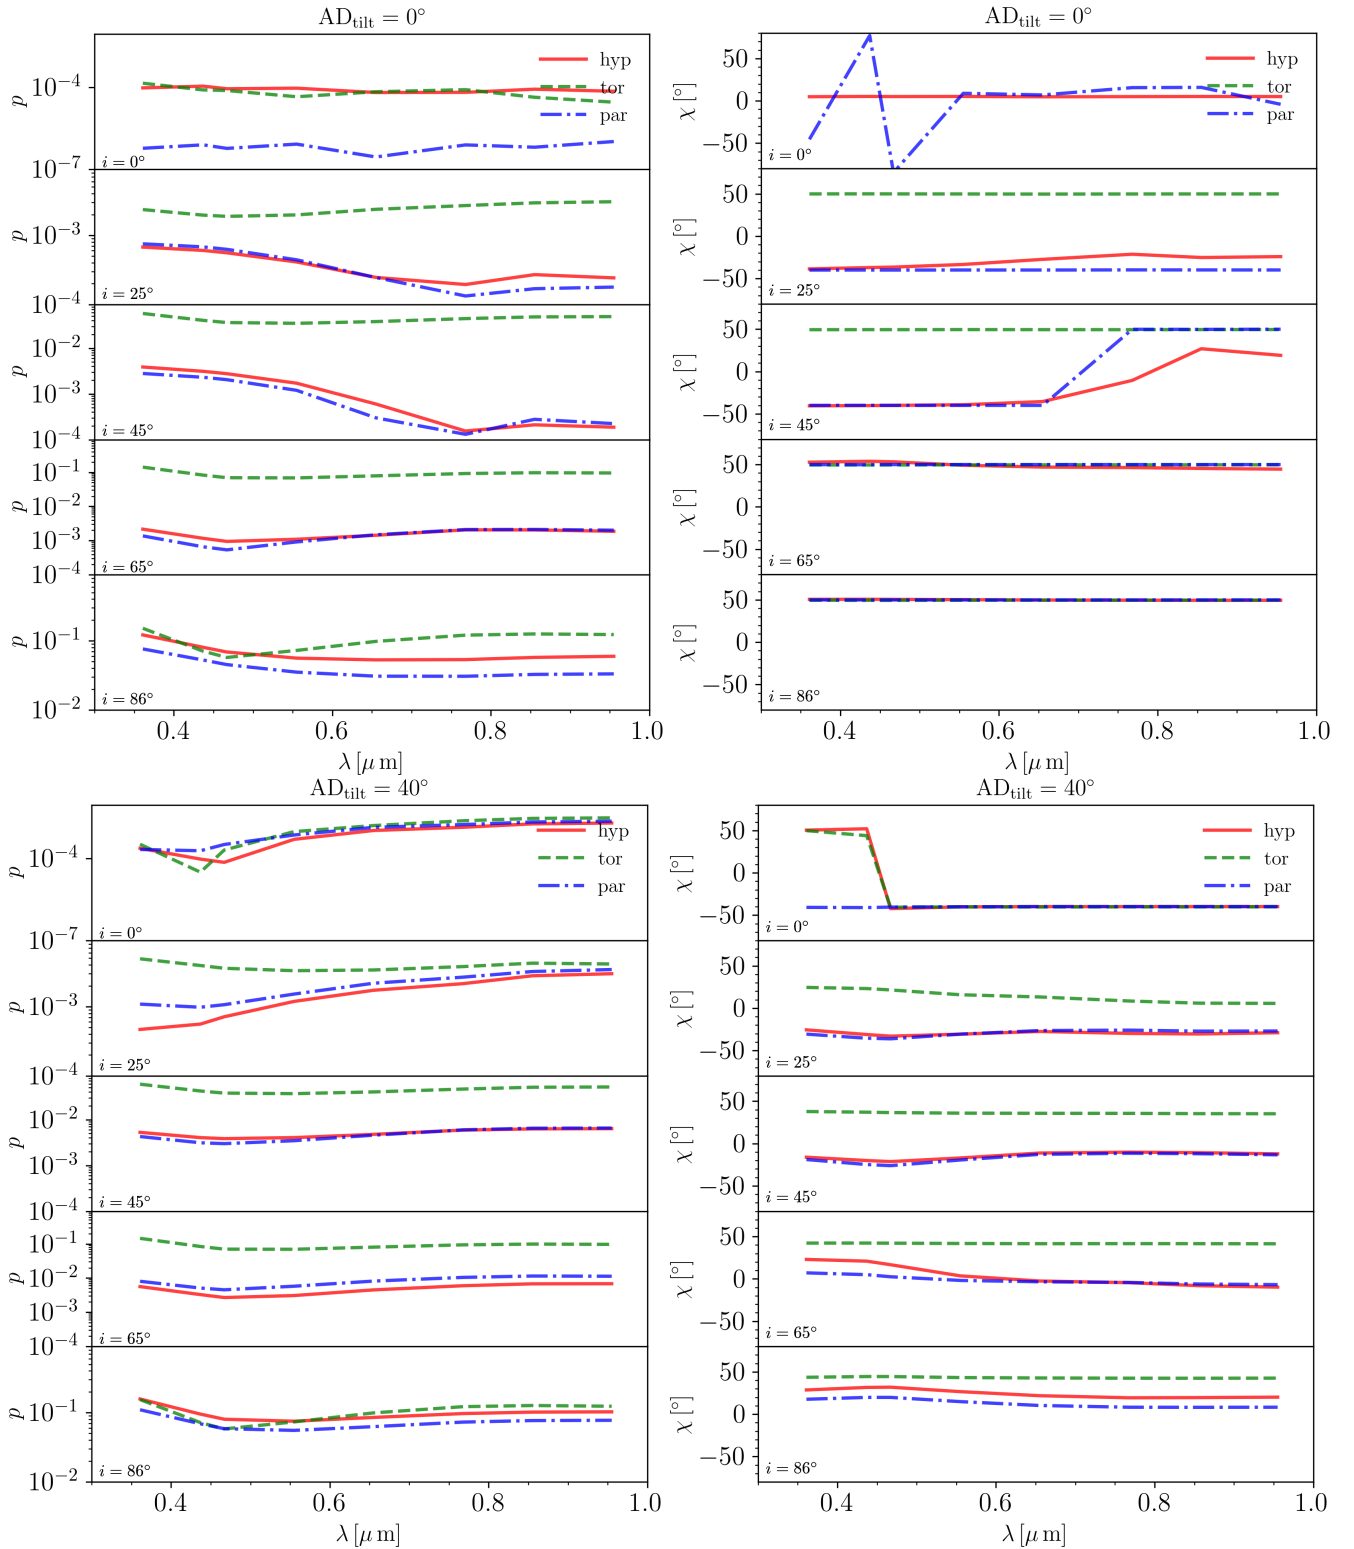 AD_tilt = 0°
p
10⁻⁴
10⁻⁷
hyp
tor
par
i = 0°
p
10⁻³
10⁻⁴
i = 25°
p
10⁻²
10⁻³
10⁻⁴
i = 45°
p
10⁻¹
10⁻²
10⁻³
10⁻⁴
i = 65°
p
10⁻¹
10⁻²
i = 86°
0.4 0.6 0.8 1.0
λ [μ m]
AD_tilt = 0°
χ [°]
50
0
−50
hyp
tor
par
i = 0°
χ [°]
50
0
−50
i = 25°
χ [°]
50
0
−50
i = 45°
χ [°]
50
0
−50
i = 65°
χ [°]
50
0
−50
i = 86°
0.4 0.6 0.8 1.0
λ [μ m]
AD_tilt = 40°
p
10⁻⁴
10⁻⁷
hyp
tor
par
i = 0°
p
10⁻³
10⁻⁴
i = 25°
p
10⁻²
10⁻³
10⁻⁴
i = 45°
p
10⁻¹
10⁻²
10⁻³
10⁻⁴
i = 65°
p
10⁻¹
10⁻²
i = 86°
0.4 0.6 0.8 1.0
λ [μ m]
AD_tilt = 40°
χ [°]
50
0
−50
hyp
tor
par
i = 0°
χ [°]
50
0
−50
i = 25°
χ [°]
50
0
−50
i = 45°
χ [°]
50
0
−50
i = 65°
χ [°]
50
0
−50
i = 86°
0.4 0.6 0.8 1.0
λ [μ m]